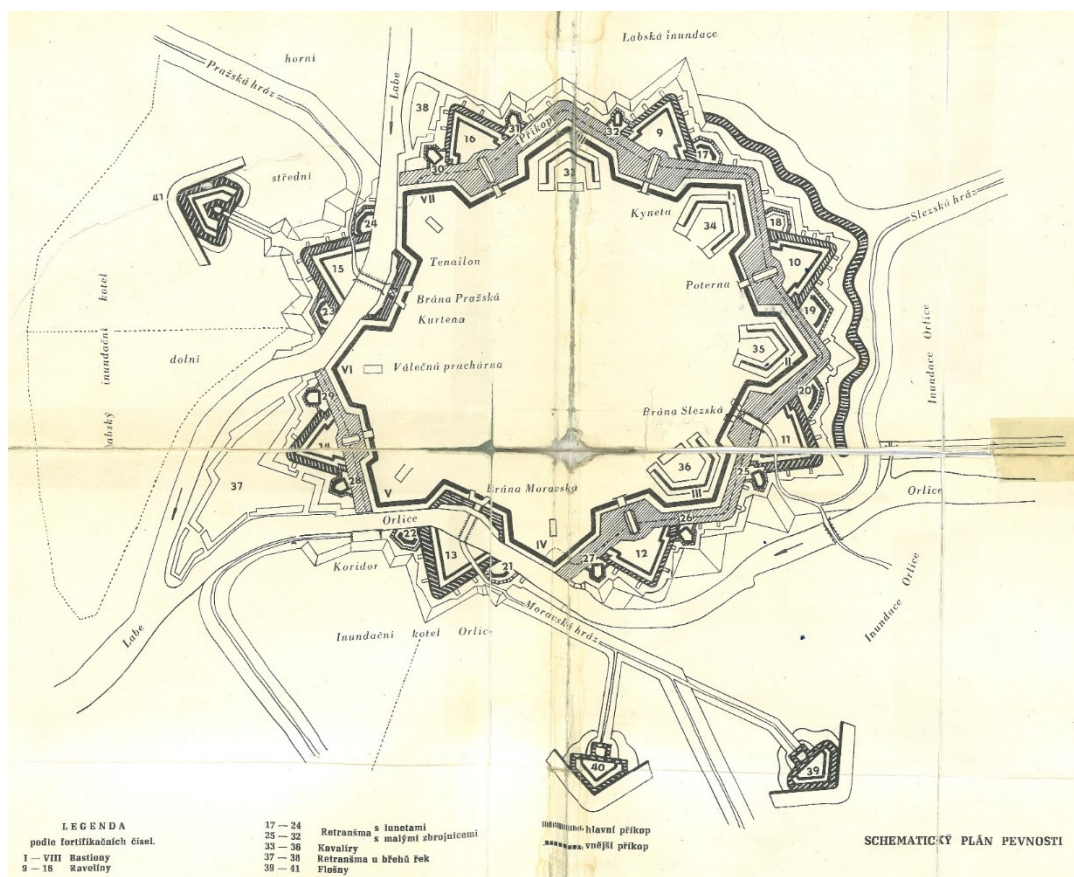 Labská inundace
horní
Pražská hráz
Labe
38
16
31
Příkop
32
9
17
30
33
střední
41
24
VII
Kyneta
I
34
18
Slezská hráz
15
Tenailon
10
Brána Pražská
Poterna
23
Kurtena
19
Labský inundační kotel
dolní
VI
Válečná prachárna
35
II
Inundace Orlice
29
20
Brána Slezská
14
11
36
37
28
V
Brána Moravská
III
25
Orlice
Orlice
26
22
13
IV
12
Koridor
21
27
Labe
Inundační kotel Orlice
Moravská hráz
Inundace Orlice
40
39
LEGENDA
podle fortifikačních čísel.
I — VIII Bastiony
9 — 16 Ravelíny
17 — 24 Retranšma s lunetami
25 — 32 s malými zbrojnicemi
33 — 36 Kavalíry
37 — 38 Retranšma u břehů řek
39 — 41 Flošny
hlavní příkop
vnější příkop
SCHEMATICKÝ PLÁN PEVNOSTI